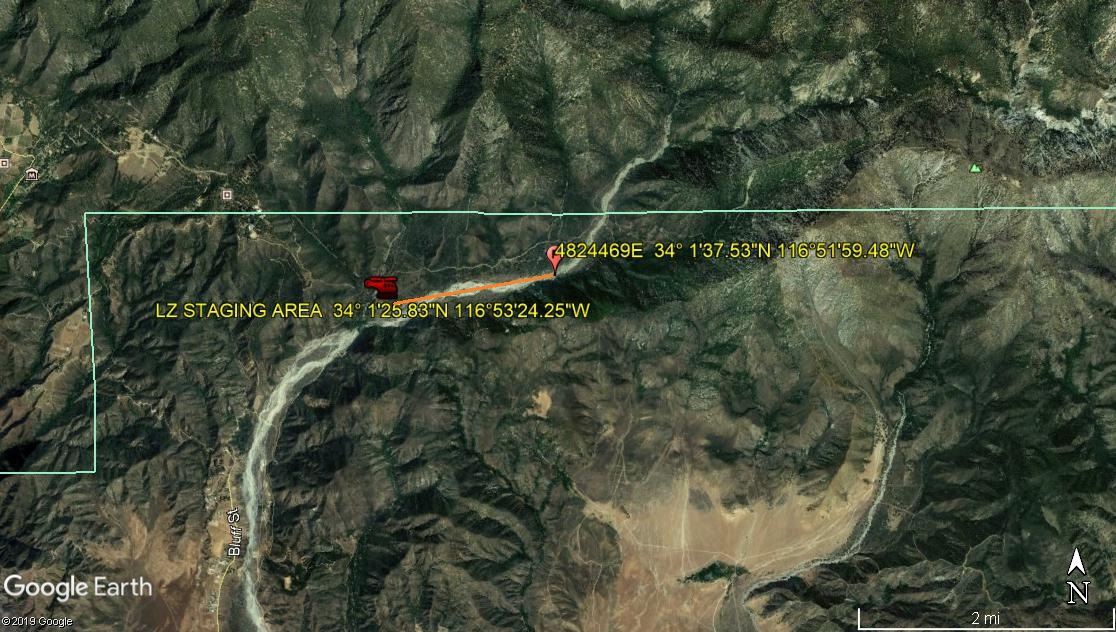 4824469E  34° 1'37.53"N 116°51'59.48"W
LZ STAGING AREA  34° 1'25.83"N 116°53'24.25"W
M
Bluff St
Google Earth
©2019 Google
N
2 mi